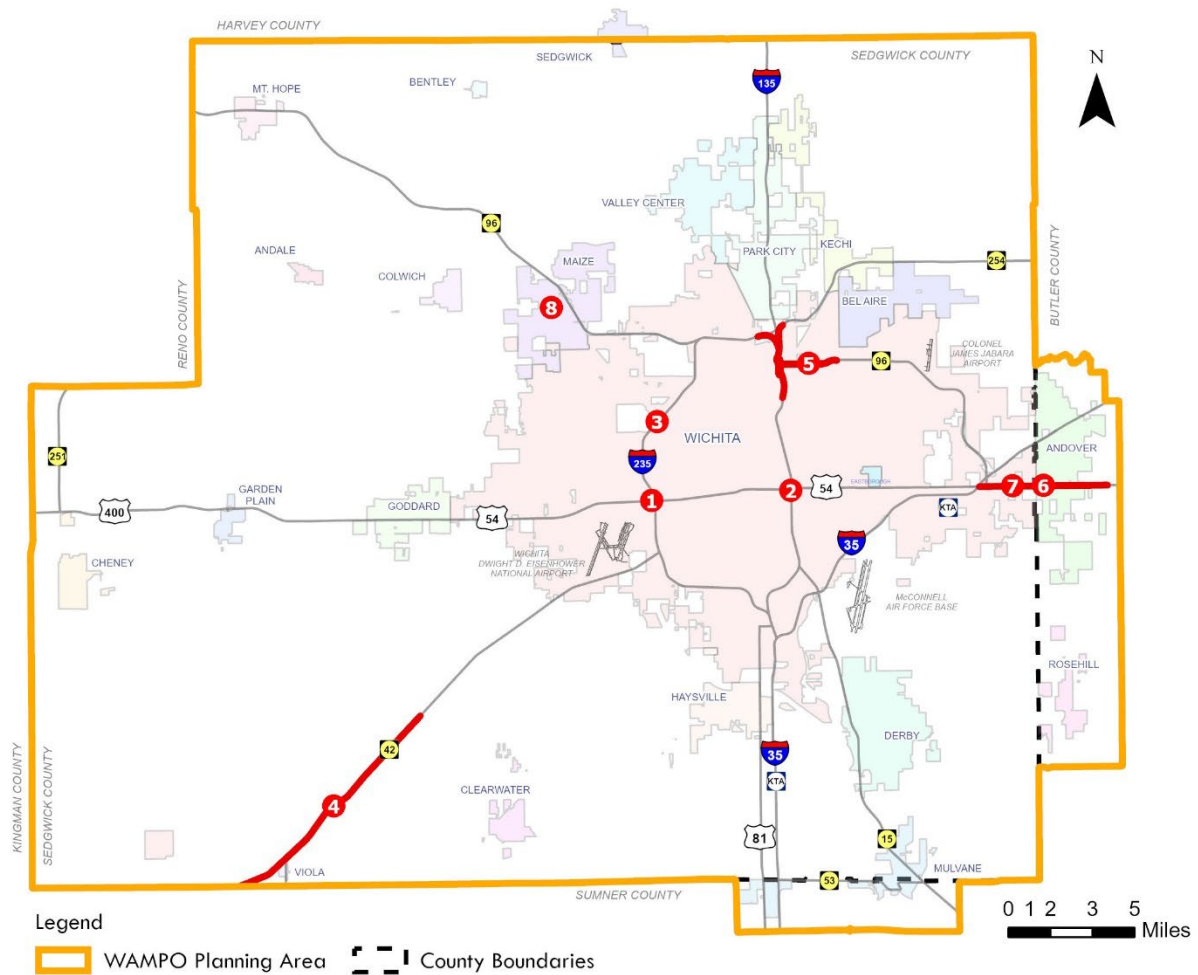 HARVEY COUNTY
SEDGWICK
SEDGWICK COUNTY
N
135
BENTLEY
MT. HOPE
VALLEY CENTER
96
PARK CITY
KECHI
BUTLER COUNTY
ANDALE
COLWICH
MAIZE
254
RENO COUNTY
BEL AIRE
8
COLONEL
JAMES JABARA
AIRPORT
5
96
3
WICHITA
ANDOVER
251
235
GARDEN
PLAIN
EASTBOROUGH
400
GODDARD
54
1
2
54
7
6
KTA
35
CHENEY
WICHITA
DWIGHT D. EISENHOWER
NATIONAL AIRPORT
McCONNELL
AIR FORCE BASE
ROSEHILL
HAYSVILLE
DERBY
42
35
KTA
KINGMAN COUNTY
SEDGWICK COUNTY
4
CLEARWATER
81
15
VIOLA
MULVANE
53
SUMNER COUNTY
Legend
WAMPO Planning Area
County Boundaries
0 1 2 3 5
Miles